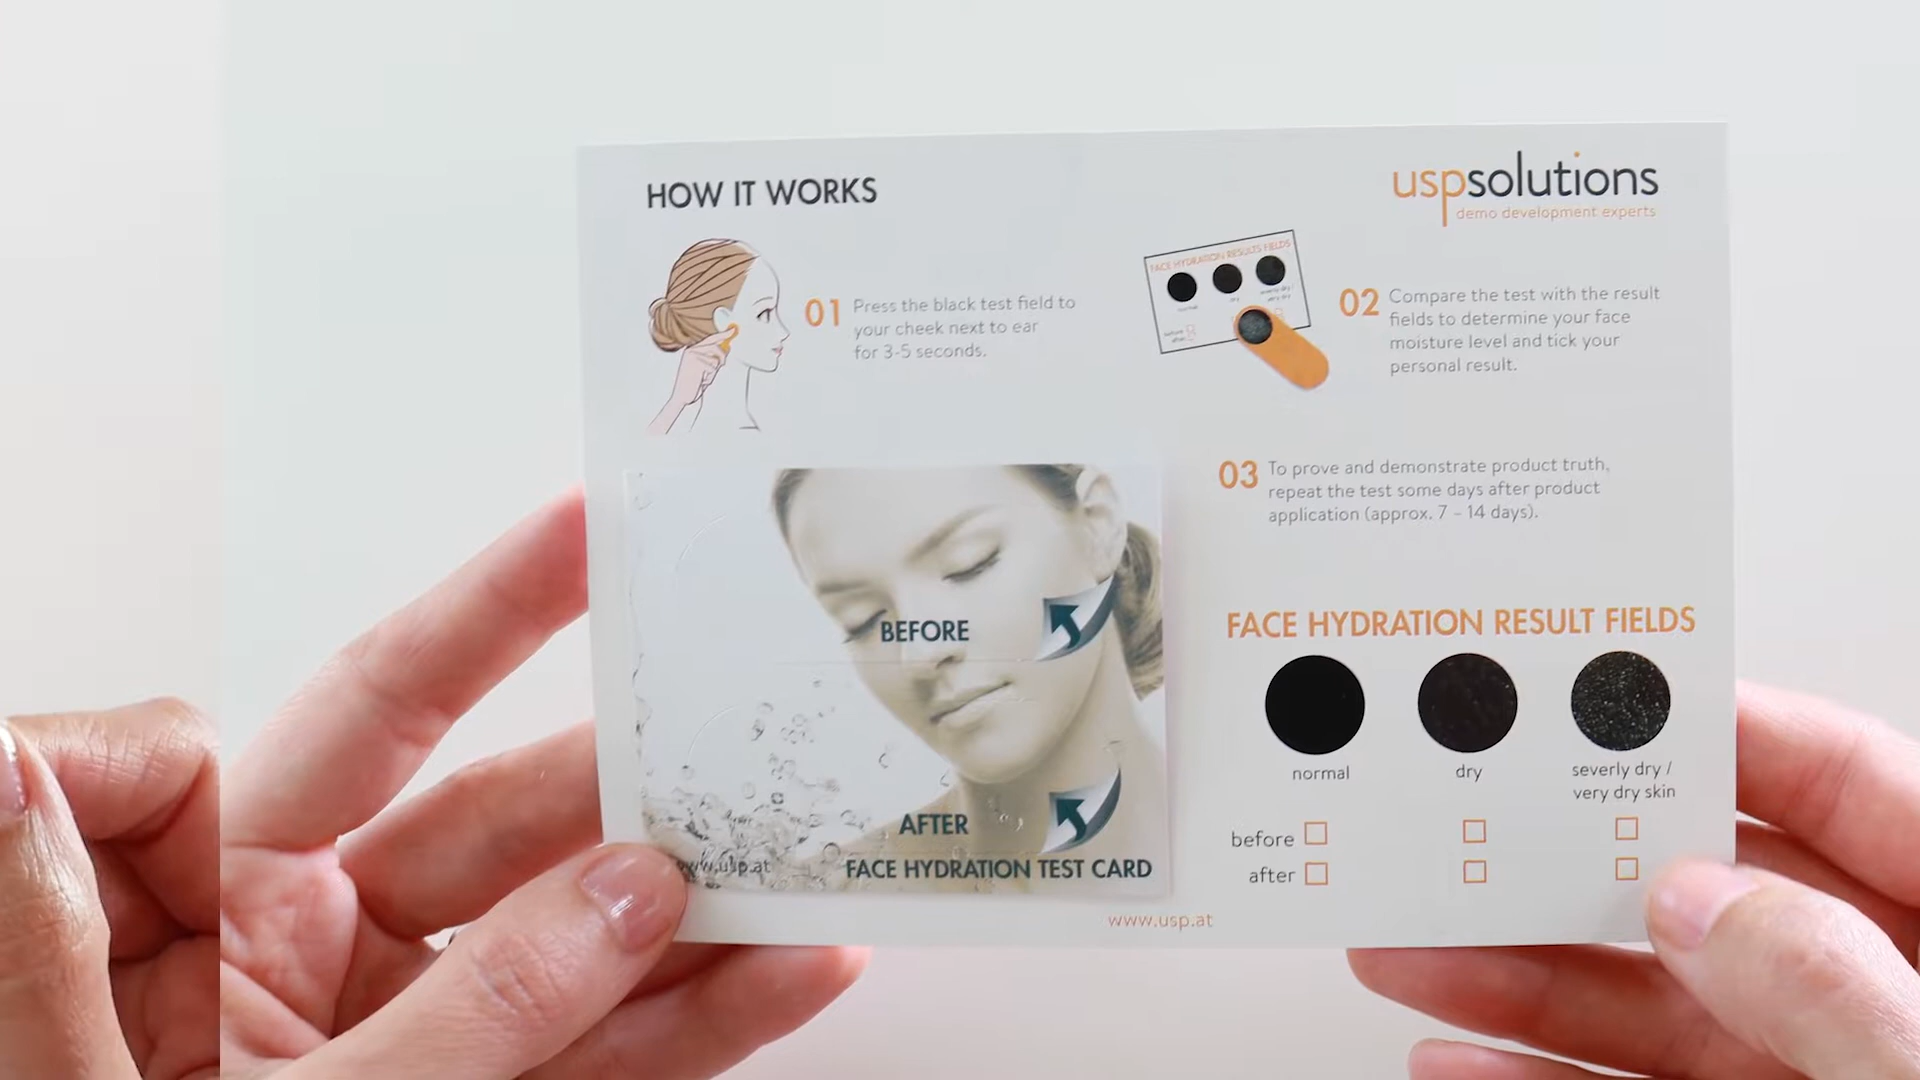 HOW IT WORKS
uspsolutions
demo development experts
01
Press the black test field to
your cheek next to ear
for 3-5 seconds.
FACE HYDRATION RESULTS FIELDS
02
Compare the test with the result
fields to determine your face
moisture level and tick your
personal result.
03
To prove and demonstrate product truth,
repeat the test some days after product
application (approx. 7 – 14 days).
BEFORE
AFTER
www.usp.at
FACE HYDRATION TEST CARD
FACE HYDRATION RESULT FIELDS
normal
dry
severly dry /
very dry skin
before
after
www.usp.at